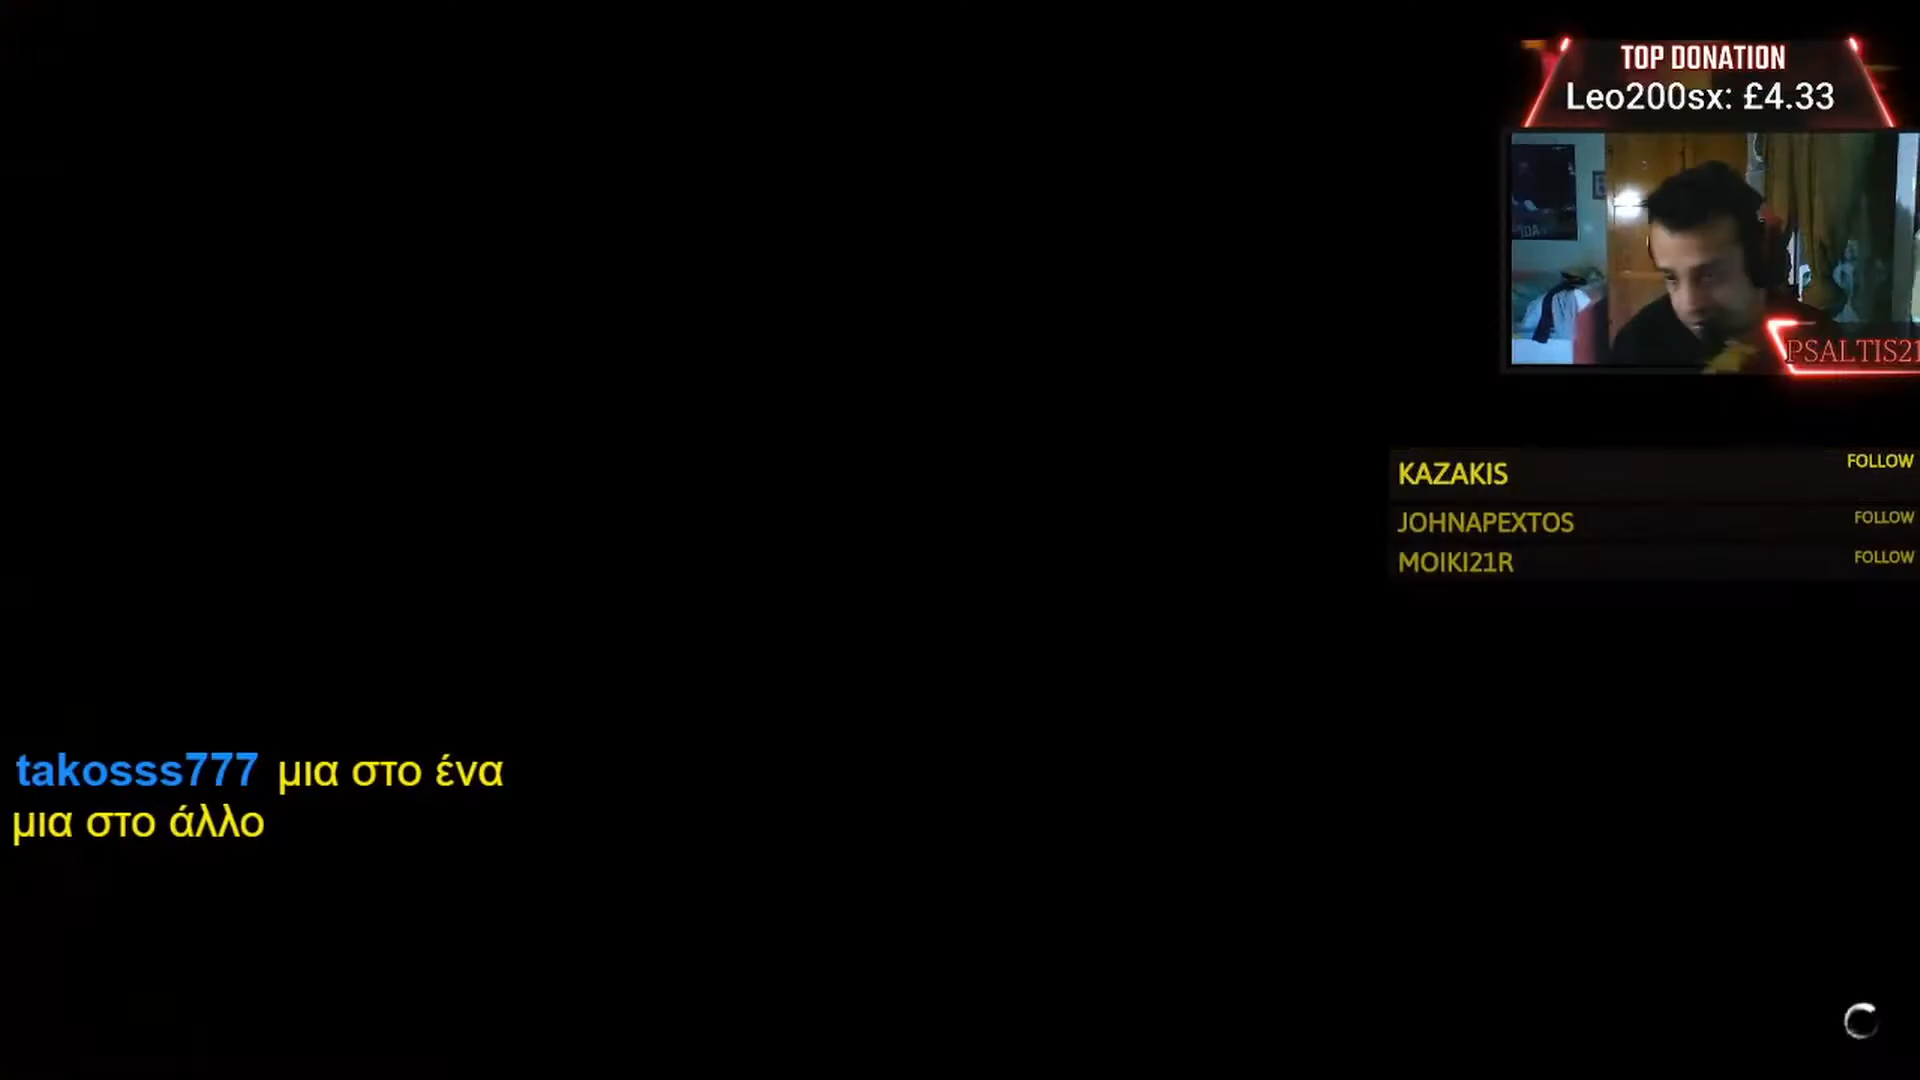 TOP DONATION
Leo200sx: £4.33
PSALTIS21
KAZAKIS FOLLOW
JOHNAPEXTOS FOLLOW
MOIKI21R FOLLOW
takosss777 μια στο ένα
μια στο άλλο